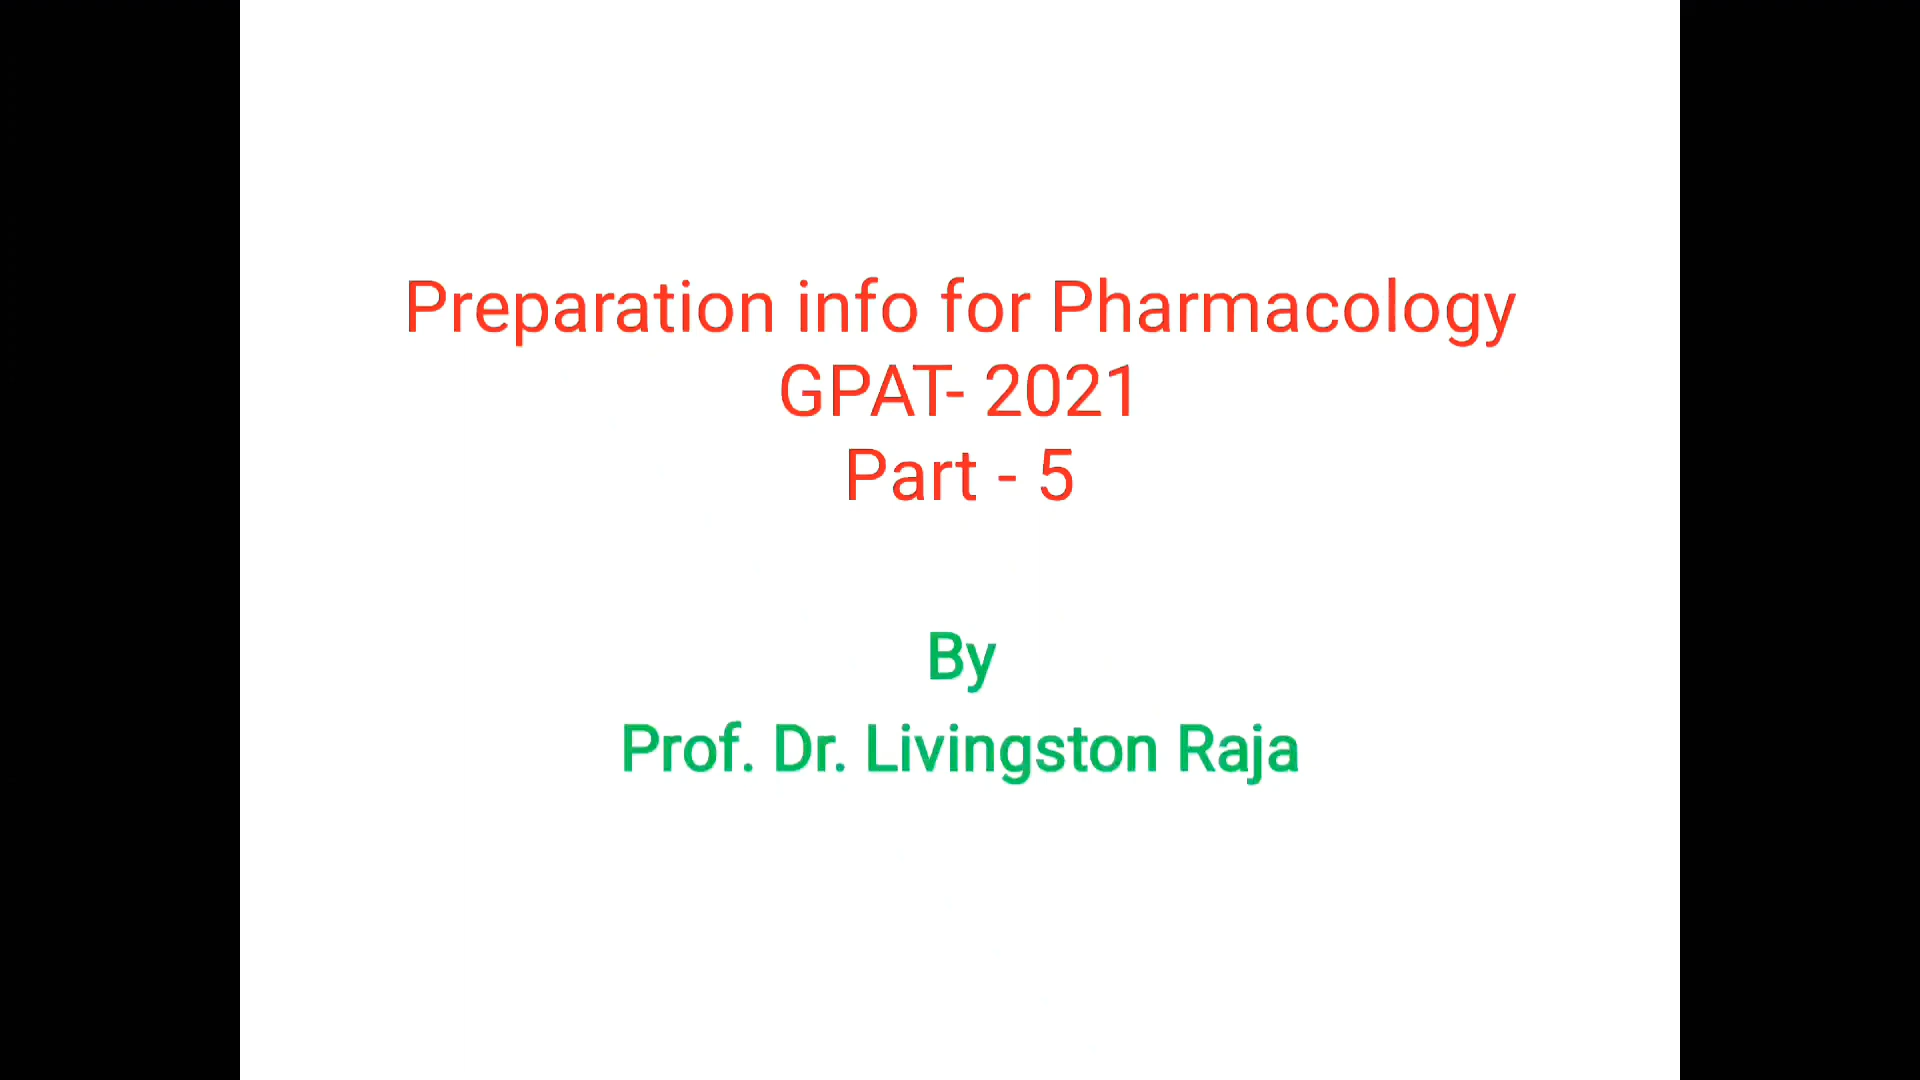 Preparation info for Pharmacology
GPAT- 2021
Part - 5
By
Prof. Dr. Livingston Raja